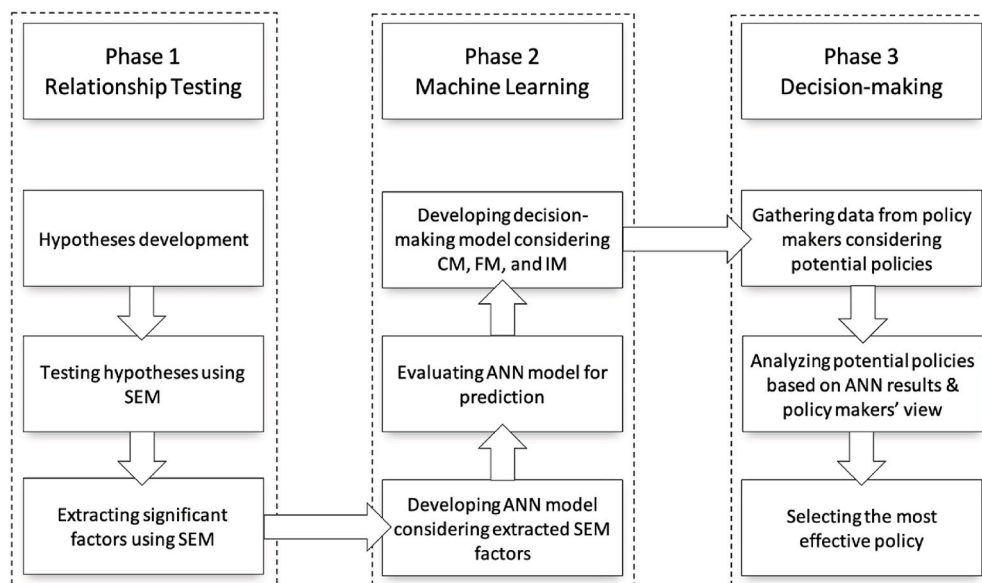 Phase 1
Relationship Testing
Hypotheses development
Testing hypotheses using
SEM
Extracting significant
factors using SEM
Phase 2
Machine Learning
Developing decision-
making model considering
CM, FM, and IM
Evaluating ANN model for
prediction
Developing ANN model
considering extracted SEM
factors
Phase 3
Decision-making
Gathering data from policy
makers considering
potential policies
Analyzing potential policies
based on ANN results &
policy makers’ view
Selecting the most
effective policy